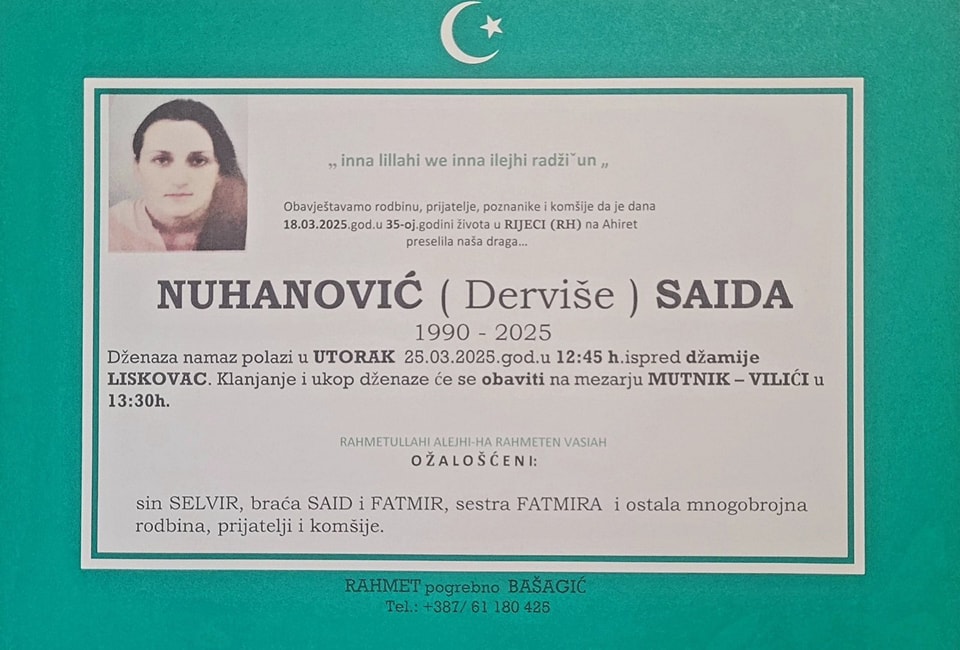 „ inna lillahi we inna ilejhi radžiˇun „
Obavještavamo rodbinu, prijatelje, poznanike i komšije da je dana
18.03.2025.god.u 35-oj.godini života u RIJECI (RH) na Ahiret
preselila naša draga...
NUHANOVIĆ ( Derviše ) SAIDA
1990 - 2025
Dženaza namaz polazi u UTORAK 25.03.2025.god.u 12:45 h.ispred džamije
LISKOVAC. Klanjanje i ukop dženaze će se obaviti na mezarju MUTNIK – VILIĆI u
13:30h.
RAHMETULLAHI ALEJHI-HA RAHMETEN VASIAH
OŽALOŠĆENI:
sin SELVIR, braća SAID i FATMIR, sestra FATMIRA i ostala mnogobrojna
rodbina, prijatelji i komšije.
RAHMET pogrebno BAŠAGIĆ
Tel.: +387/ 61 180 425